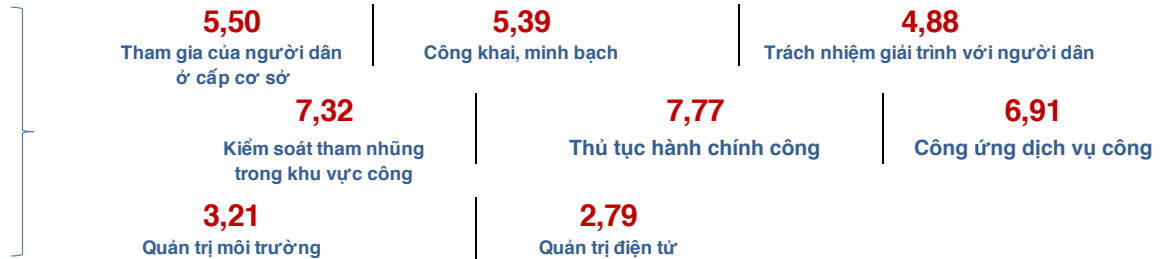 5,50
5,39
4,88
Tham gia của người dân
ở cấp cơ sở
Công khai, minh bạch
Trách nhiệm giải trình với người dân
7,32
7,77
6,91
Kiểm soát tham nhũng
trong khu vực công
Thủ tục hành chính công
Công ứng dịch vụ công
3,21
2,79
Quản trị môi trường
Quản trị điện tử